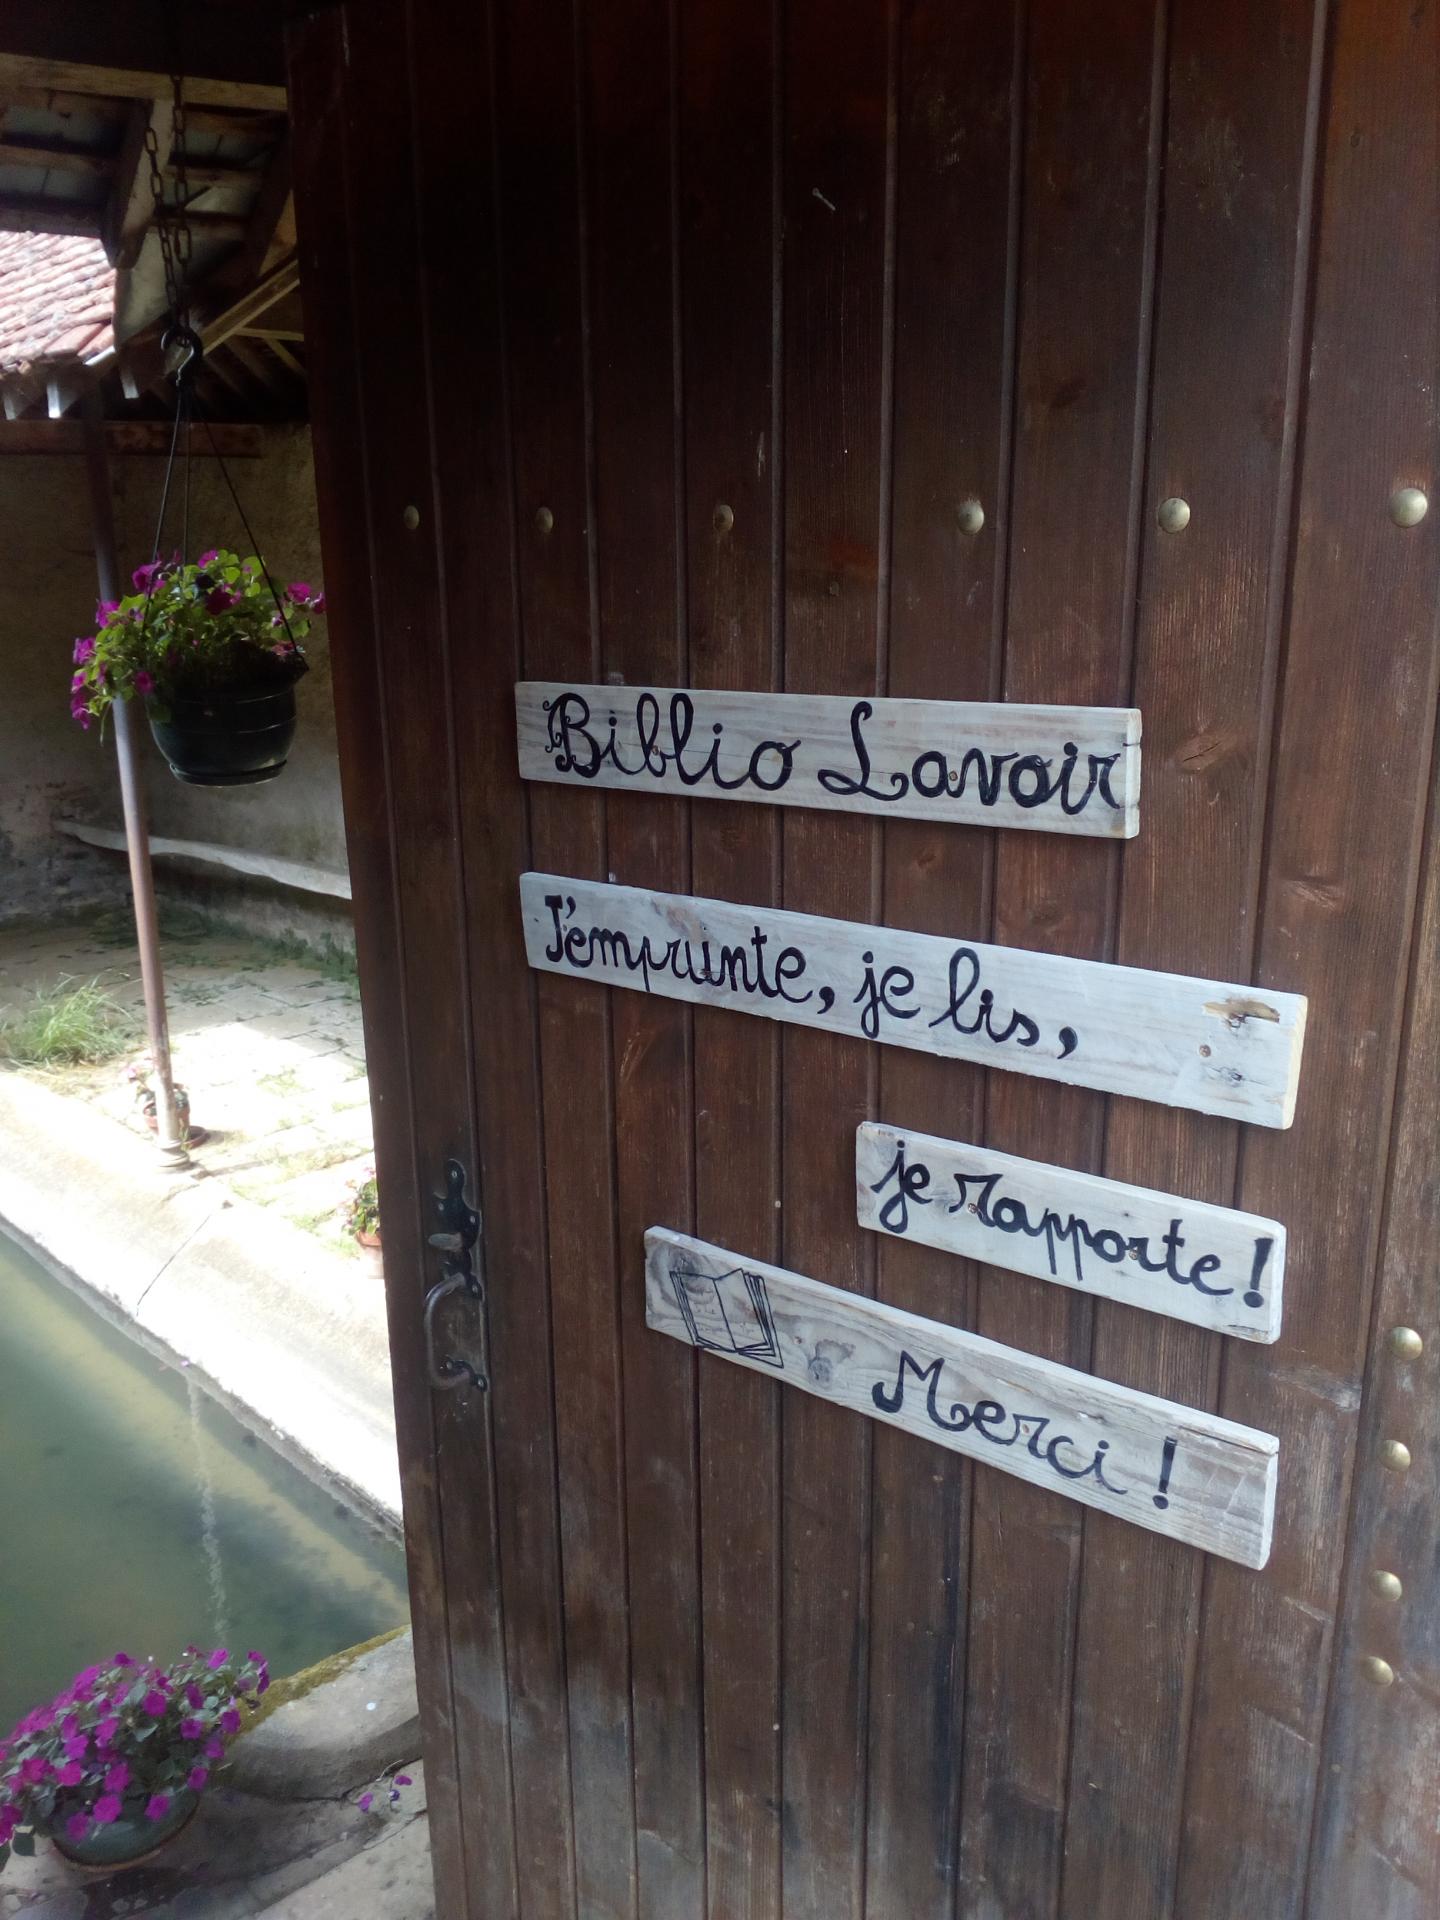 Biblio Lavoir
J'emprunte, je lis,
je rapporte !
Merci !